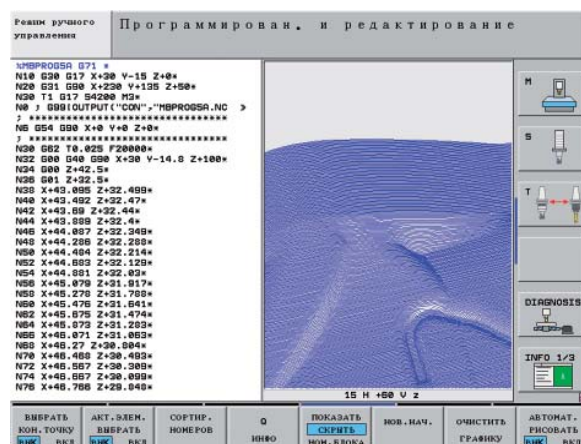 Режим ручного
управления
Программирован. и редактирование
%MBPROG5A G71 *
N10 G30 G17 X+30 Y-15 Z+0*
N20 G31 G90 X+230 Y+135 Z+50*
N30 T1 G17 S4200 M3*
N0 ; G99(OUTPUT("CON","MBPROG5A.NC »
; *******************************
N6 G54 G90 X+0 Y+0 Z+0*
; *******************************
N30 G62 T0.025 F20000*
N32 G00 G40 G90 X+30 Y-14.8 Z+100*
N34 G00 Z+42.5*
N36 G01 Z+32.5*
N38 X+43.095 Z+32.499*
N40 X+43.492 Z+32.47*
N42 X+43.69 Z+32.44*
N44 X+43.889 Z+32.4*
N46 X+44.087 Z+32.349*
N48 X+44.286 Z+32.288*
N50 X+44.484 Z+32.214*
N52 X+44.683 Z+32.129*
N54 X+44.881 Z+32.03*
N56 X+45.079 Z+31.917*
N58 X+45.278 Z+31.788*
N60 X+45.476 Z+31.641*
N62 X+45.675 Z+31.474*
N64 X+45.873 Z+31.283*
N66 X+46.071 Z+31.063*
N68 X+46.27 Z+30.804*
N70 X+46.468 Z+30.493*
N72 X+46.567 Z+30.309*
N74 X+46.667 Z+30.099*
N76 X+46.766 Z+29.848*
15 H +60 V z
M
S
T
DIAGNOSIS
INFO 1/3
ВЫБРАТЬ
КОН.ТОЧКУ
ВЫК ВКЛ
АКТ.ЭЛЕМ.
ВЫБРАТЬ
ВЫК ВКЛ
СОРТИР.
НОМЕРОВ
Q
ИНФО
ПОКАЗАТЬ
СКРЫТЬ
НОМ.БЛОКА
НОВ.НАЧ.
ОЧИСТИТЬ
ГРАФИКУ
АВТОМАТ.
РИСОВАТЬ
ВЫК ВКЛ